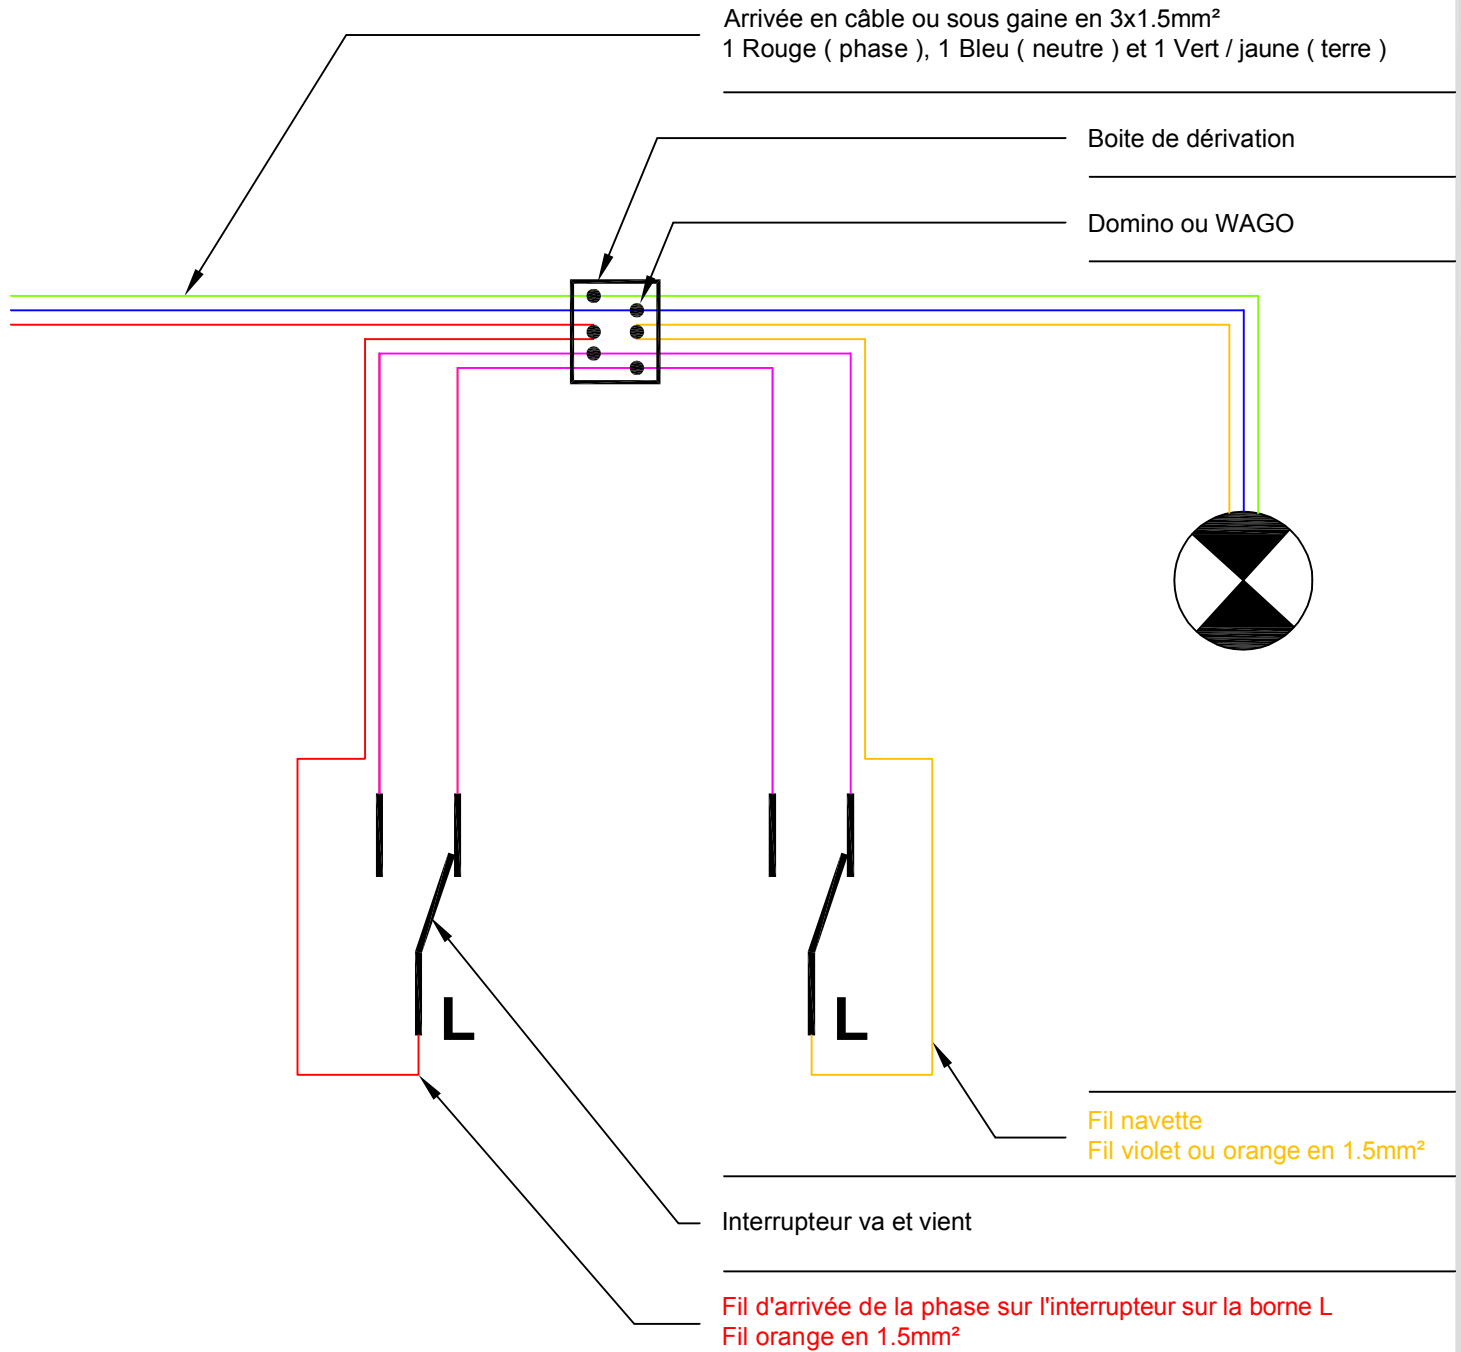 Arrivée en câble ou sous gaine en 3x1.5mm²
1 Rouge ( phase ), 1 Bleu ( neutre ) et 1 Vert / jaune ( terre )
Boite de dérivation
Domino ou WAGO
L
L
Fil navette
Fil violet ou orange en 1.5mm²
Interrupteur va et vient
Fil d'arrivée de la phase sur l'interrupteur sur la borne L
Fil orange en 1.5mm²